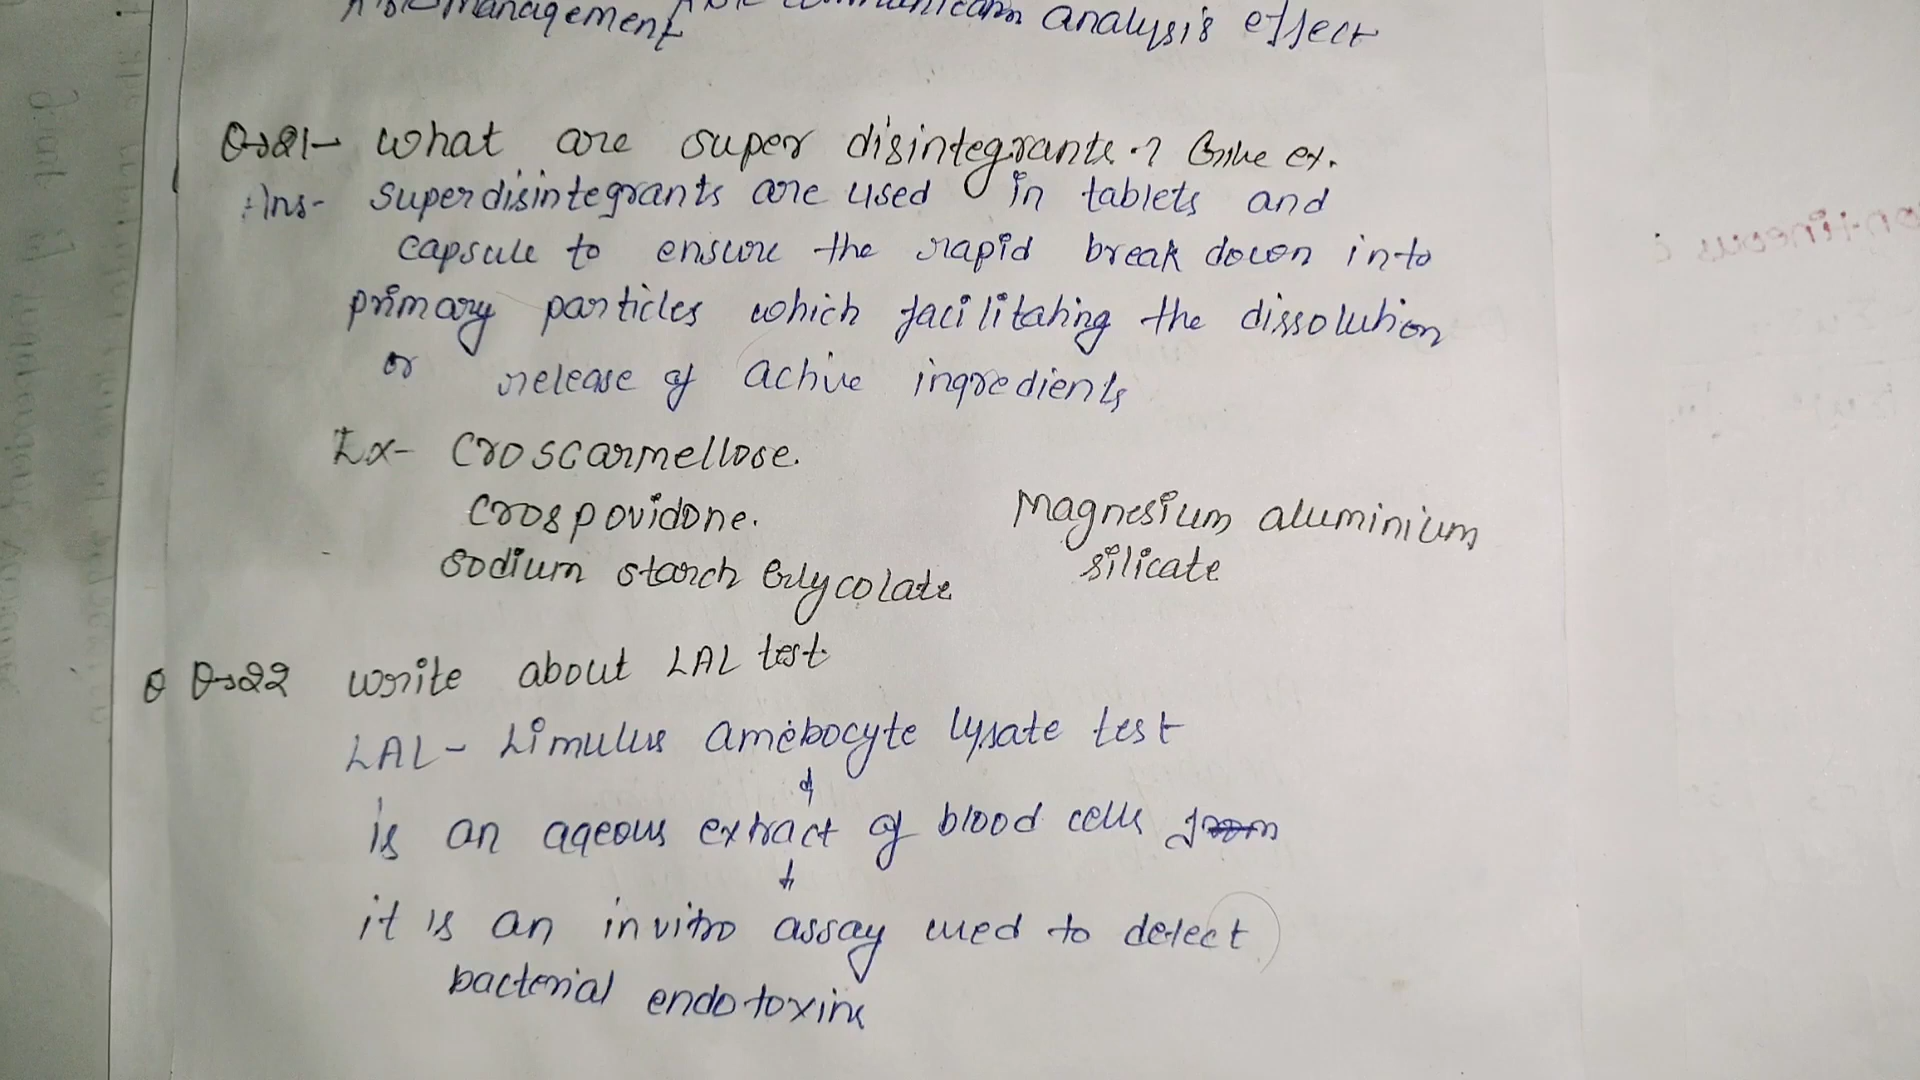 Management analysis effect
Q→21- what are super disintegrants.? Give ex.
Ans- Superdisintegrants are used in tablets and
capsule to ensure the rapid break down into
primary particles which facilitating the dissolution
or release of active ingredients
Ex- Croscarmellose.
Crospovidone.
Magnesium aluminium
sodium starch Glycolate
silicate
Q Q→22 write about LAL test.
LAL - Limulus amebocyte lysate test
is an aqeous extract of blood cells from
it is an invitro assay used to detect
bacterial endotoxins